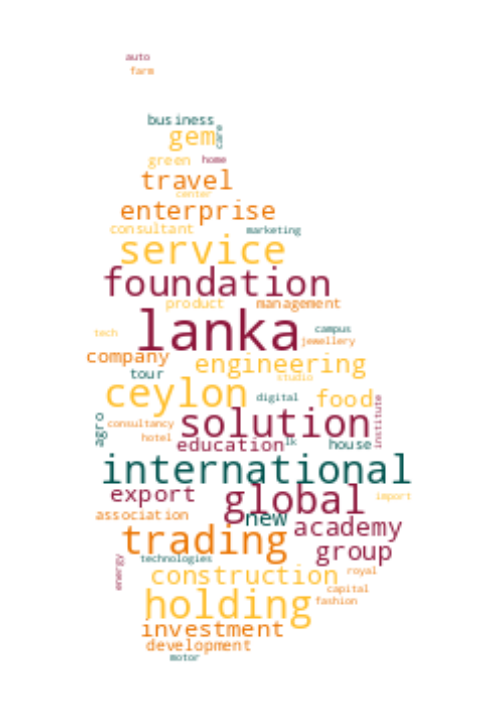 auto
farm
business
gem care
green home
travel
center
enterprise
consultant marketing
service
foundation
product management
lanka campus
tech jewellery
company engineering
tour studio
ceylon digital food
agro consultancy solution institute
hotel education lk house
international
export global import
association new
trading academy
technologies group
energy construction royal
holding capital
fashion
investment
development
motor